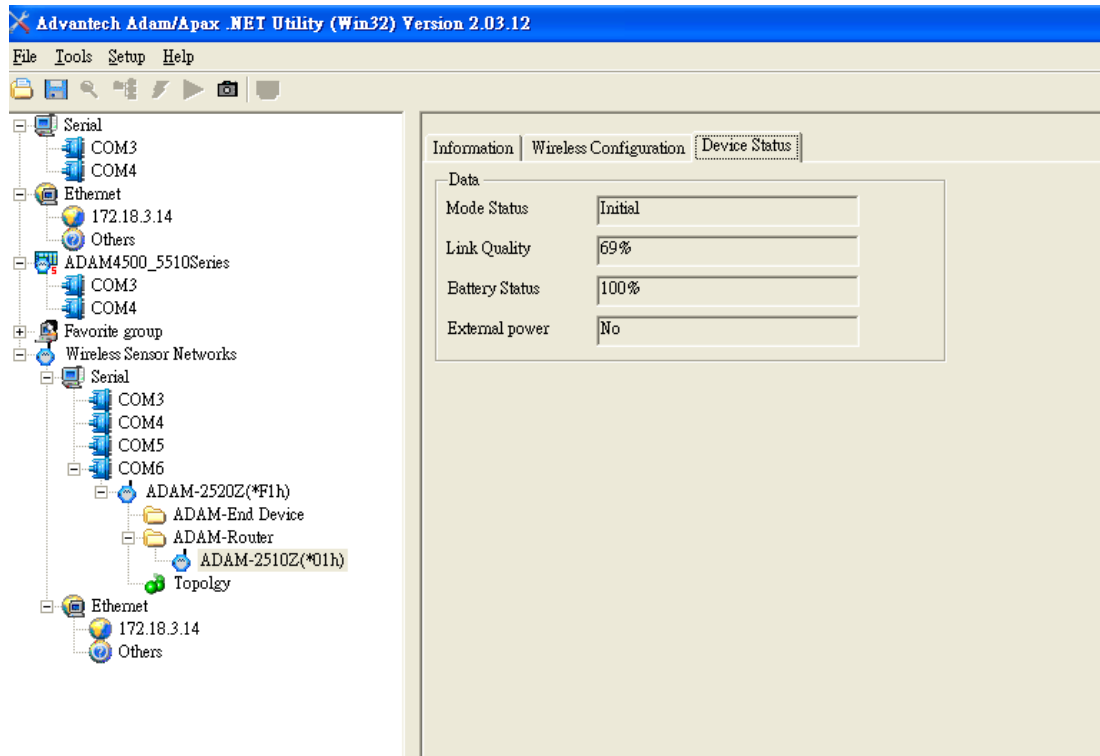 Advantech Adam/Apax .NET Utility (Win32) Version 2.03.12
File Tools Setup Help
Serial
COM3
COM4
Ethernet
172.18.3.14
Others
ADAM4500_5510Series
COM3
COM4
Favorite group
Wireless Sensor Networks
Serial
COM3
COM4
COM5
COM6
ADAM-2520Z(*F1h)
ADAM-End Device
ADAM-Router
ADAM-2510Z(*01h)
Topolgy
Ethernet
172.18.3.14
Others
Information Wireless Configuration Device Status
Data
Mode Status Initial
Link Quality 69%
Battery Status 100%
External power No